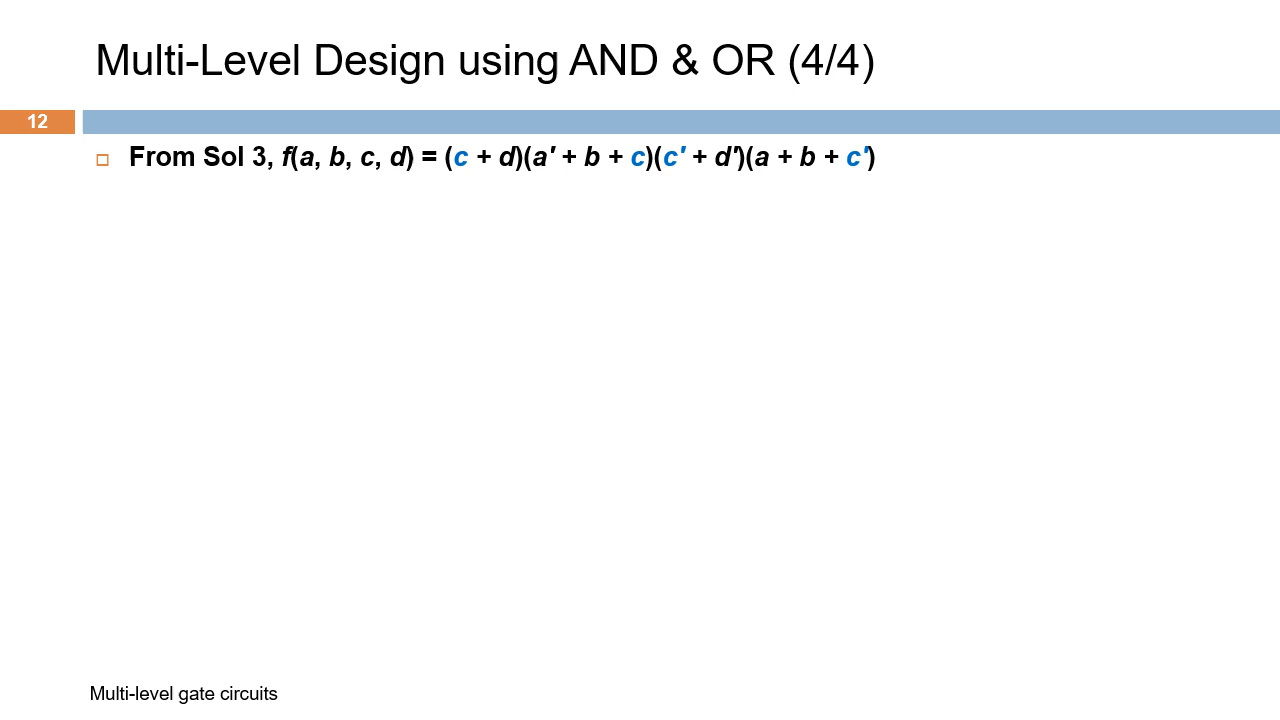 Multi-Level Design using AND & OR (4/4)
12
From Sol 3, f(a, b, c, d) = (c + d)(a′ + b + c)(c′ + d′)(a + b + c′)
Multi-level gate circuits